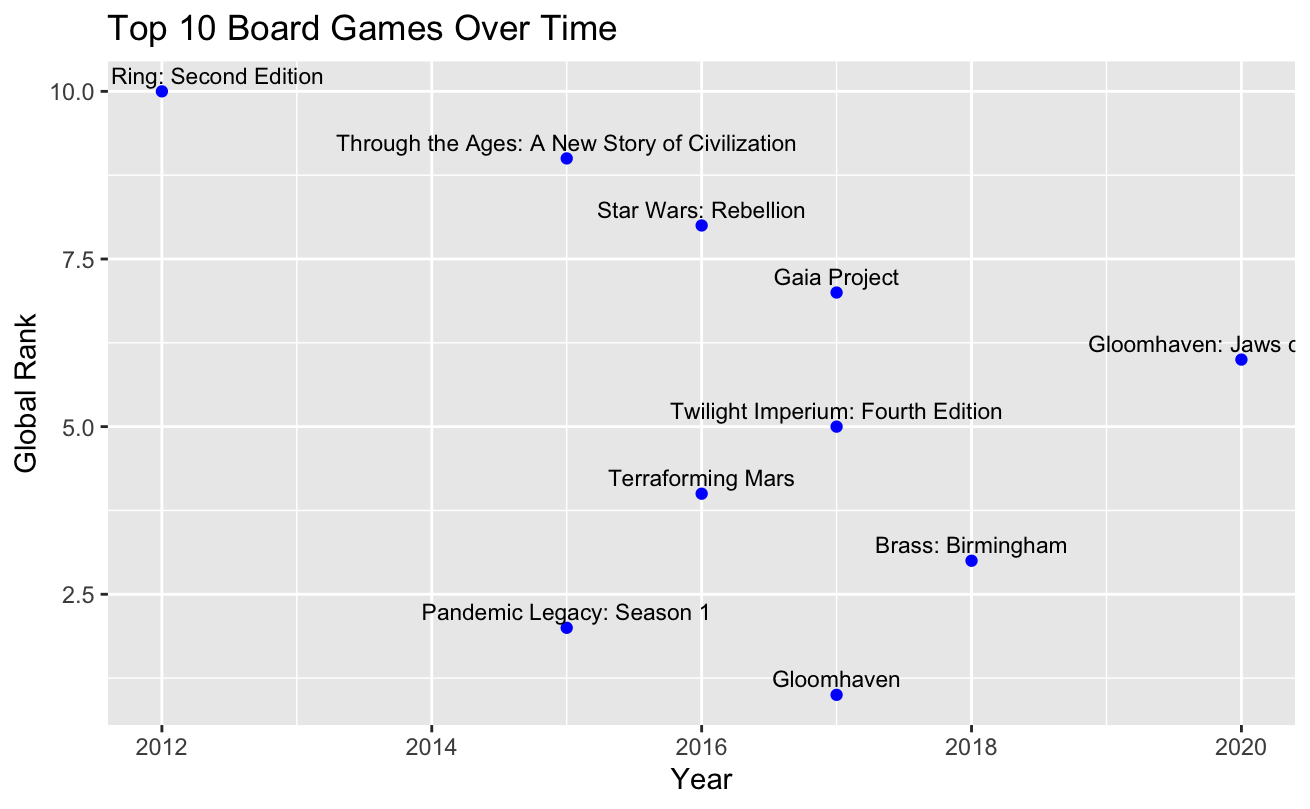 Top 10 Board Games Over Time
Ring: Second Edition
10.0
Through the Ages: A New Story of Civilization
Star Wars: Rebellion
7.5
Gaia Project
Gloomhaven: Jaws
Global Rank
Twilight Imperium: Fourth Edition
5.0
Terraforming Mars
Brass: Birmingham
2.5
Pandemic Legacy: Season 1
Gloomhaven
2012 2014 2016 2018 2020
Year